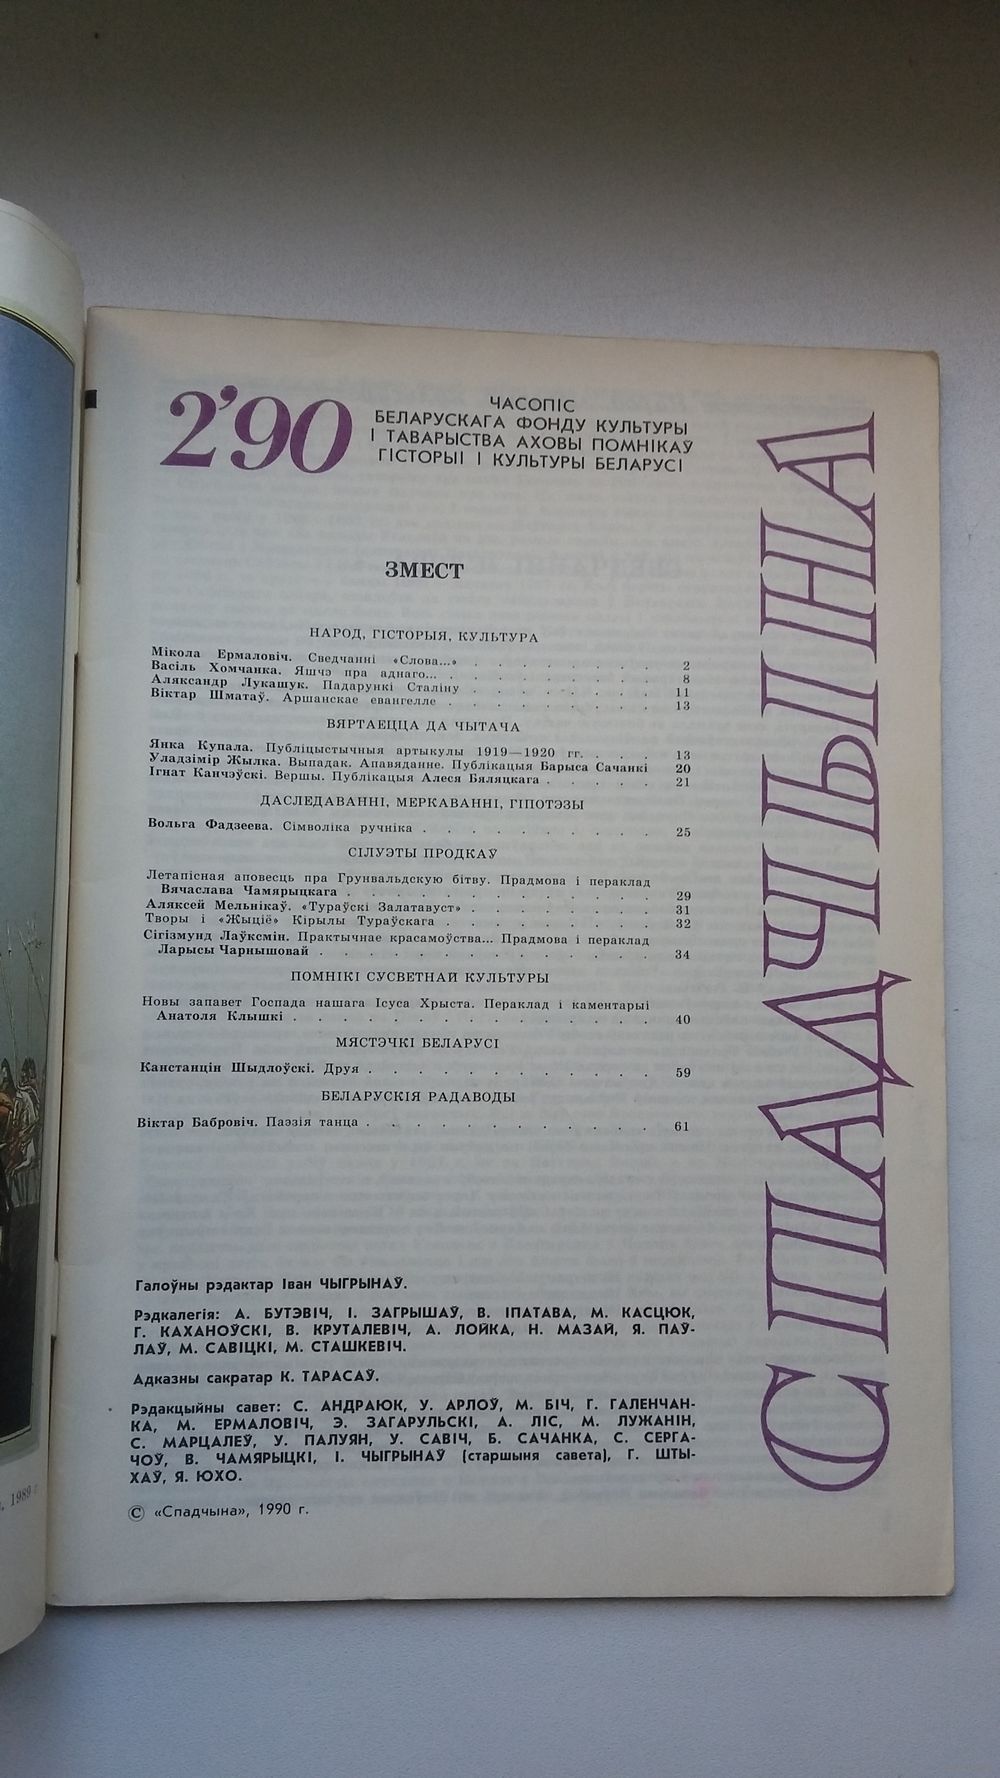 2’90
ЧАСОПІС
БЕЛАРУСКАГА ФОНДУ КУЛЬТУРЫ
І ТАВАРЫСТВА АХОВЫ ПОМНІКАЎ
ГІСТОРЫІ І КУЛЬТУРЫ БЕЛАРУСІ
СПАДЧЫНА
ЗМЕСТ
НАРОД, ГІСТОРЫЯ, КУЛЬТУРА
Мікола Ермаловіч. Сведчанні «Слова...» . . . . . . . . 2
Васіль Хомчанка. Яшчэ пра аднаго... . . . . . . . . . 8
Аляксандр Лукашук. Падарункі Сталіну . . . . . . . . 11
Віктар Шматаў. Аршанскае евангелле . . . . . . . . . 13
ВЯРТАЕЦЦА ДА ЧЫТАЧА
Янка Купала. Публіцыстычныя артыкулы 1919—1920 гг. . . . 13
Уладзімір Жылка. Выпадак. Апавяданне. Публікацыя Барыса Сачанкі 20
Ігнат Канчэўскі. Вершы. Публікацыя Алеся Бяляцкага . . . . . 21
ДАСЛЕДАВАННІ, МЕРКАВАННІ, ГІПОТЭЗЫ
Вольга Фадзеева. Сімволіка ручніка . . . . . . . . . . 25
СІЛУЭТЫ ПРОДКАЎ
Летапісная аповесць пра Грунвальдскую бітву. Прадмова і пераклад
Вячаслава Чамярыцкага . . . . . . . . . . . . 29
Аляксей Мельнікаў. «Тураўскі Залатавуст» . . . . . . . . 31
Творы і «Жыціё» Кірылы Тураўскага . . . . . . . . . 32
Сігізмунд Лаўксмін. Практычнае красамоўства... Прадмова і пераклад
Ларысы Чарнышовай . . . . . . . . . . . . . 34
ПОМНІКІ СУСВЕТНАЙ КУЛЬТУРЫ
Новы запавет Госпада нашага Ісуса Хрыста. Пераклад і каментарыі
Анатоля Клышкі . . . . . . . . . . . . . . 40
МЯСТЭЧКІ БЕЛАРУСІ
Канстанцін Шыдлоўскі. Друя . . . . . . . . . . . . 59
БЕЛАРУСКІЯ РАДАВОДЫ
Віктар Бабровіч. Паэзія танца . . . . . . . . . . . . 61
Галоўны рэдактар Іван ЧЫГРЫНАЎ.
Рэдкалегія: А. БУТЭВІЧ, І. ЗАГРЫШАЎ, В. ІПАТАВА, М. КАСЦЮК,
Г. КАХАНОЎСКІ, В. КРУТАЛЕВІЧ, А. ЛОЙКА, Н. МАЗАЙ, Я. ПАЎ-
ЛАЎ, М. САВІЦКІ, М. СТАШКЕВІЧ.
Адказны сакратар К. ТАРАСАЎ.
Рэдакцыйны савет: С. АНДРАЮК, У. АРЛОЎ, М. БІЧ, Г. ГАЛЕНЧАН-
КА, М. ЕРМАЛОВІЧ, Э. ЗАГАРУЛЬСКІ, А. ЛІС, М. ЛУЖАНІН,
С. МАРЦАЛЕЎ, У. ПАЛУЯН, У. САВІЧ, Б. САЧАНКА, С. СЕРГА-
ЧОЎ, В. ЧАМЯРЫЦКІ, І. ЧЫГРЫНАЎ (старшыня савета), Г. ШТЫ-
ХАЎ, Я. ЮХО.
© «Спадчына», 1990 г.
1989 г.